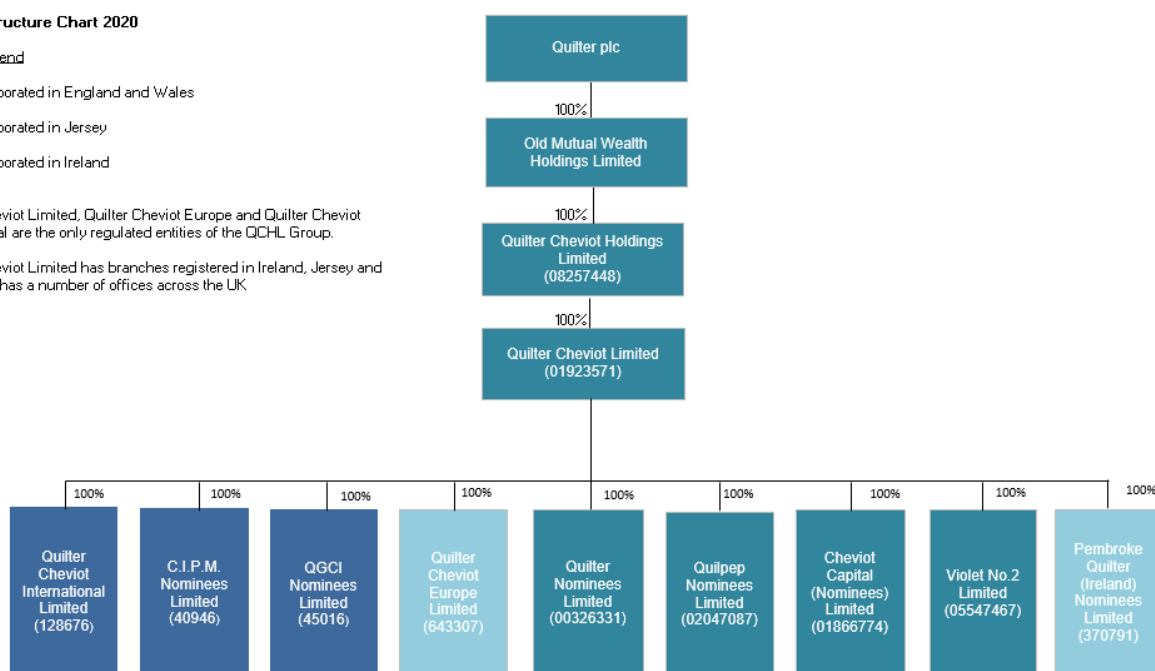 ructure Chart 2020
end
porated in England and Wales
porated in Jersey
porated in Ireland
eviot Limited, Quilter Cheviot Europe and Quilter Cheviot
al are the only regulated entities of the QCHL Group.
eviot Limited has branches registered in Ireland, Jersey and
has a number of offices across the UK
Quilter plc
100%
Old Mutual Wealth
Holdings Limited
100%
Quilter Cheviot Holdings
Limited
(08257448)
100%
Quilter Cheviot Limited
(01923571)
100%
Quilter
Cheviot
International
Limited
(128676)
100%
C.I.P.M.
Nominees
Limited
(40946)
100%
QGCI
Nominees
Limited
(45016)
100%
Quilter
Cheviot
Europe
Limited
(643307)
100%
Quilter
Nominees
Limited
(00326331)
100%
Quilpep
Nominees
Limited
(02047087)
100%
Cheviot
Capital
(Nominees)
Limited
(01866774)
100%
Violet No.2
Limited
(05547467)
100%
Pembroke
Quilter
(Ireland)
Nominees
Limited
(370791)